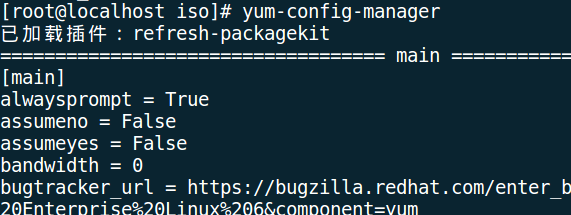 [root@localhost iso]# yum-config-manager
已加载插件：refresh-packagekit
================================== main ===========
[main]
alwaysprompt = True
assumeno = False
assumeyes = False
bandwidth = 0
bugtracker_url = https://bugzilla.redhat.com/enter_b
20Enterprise%20Linux%206&component=yum